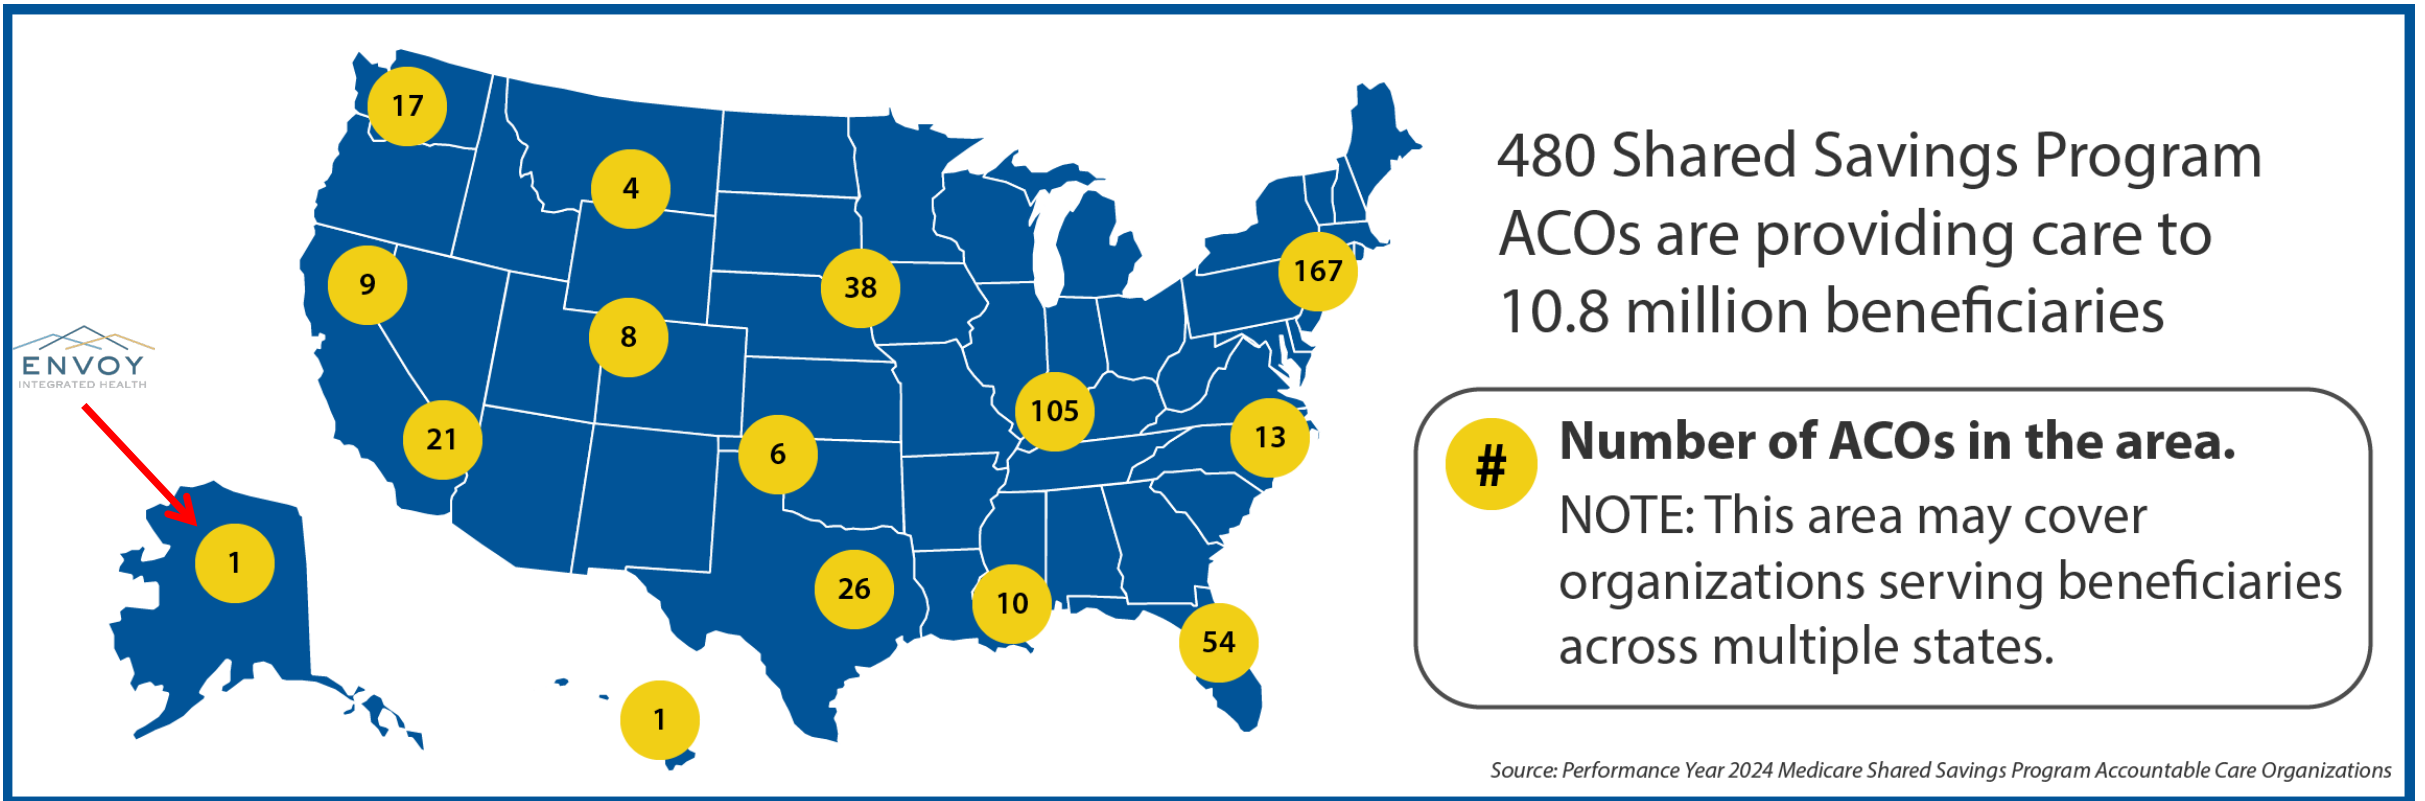 17
4
9
8
38
167
ENVOY
INTEGRATED HEALTH
21
6
105
13
1
26
10
54
1
480 Shared Savings Program
ACOs are providing care to
10.8 million beneficiaries
#
Number of ACOs in the area.
NOTE: This area may cover
organizations serving beneficiaries
across multiple states.
Source: Performance Year 2024 Medicare Shared Savings Program Accountable Care Organizations